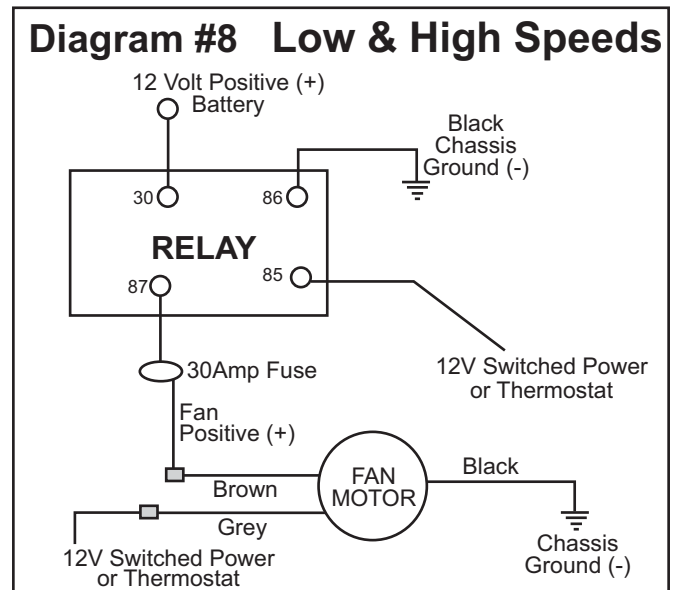 Diagram #8 Low & High Speeds
12 Volt Positive (+)
Battery
Black
Chassis
Ground (-)
30
86
RELAY
87
85
30Amp Fuse
12V Switched Power
or Thermostat
Fan
Positive (+)
Brown
FAN
MOTOR
Black
Grey
12V Switched Power
or Thermostat
Chassis
Ground (-)